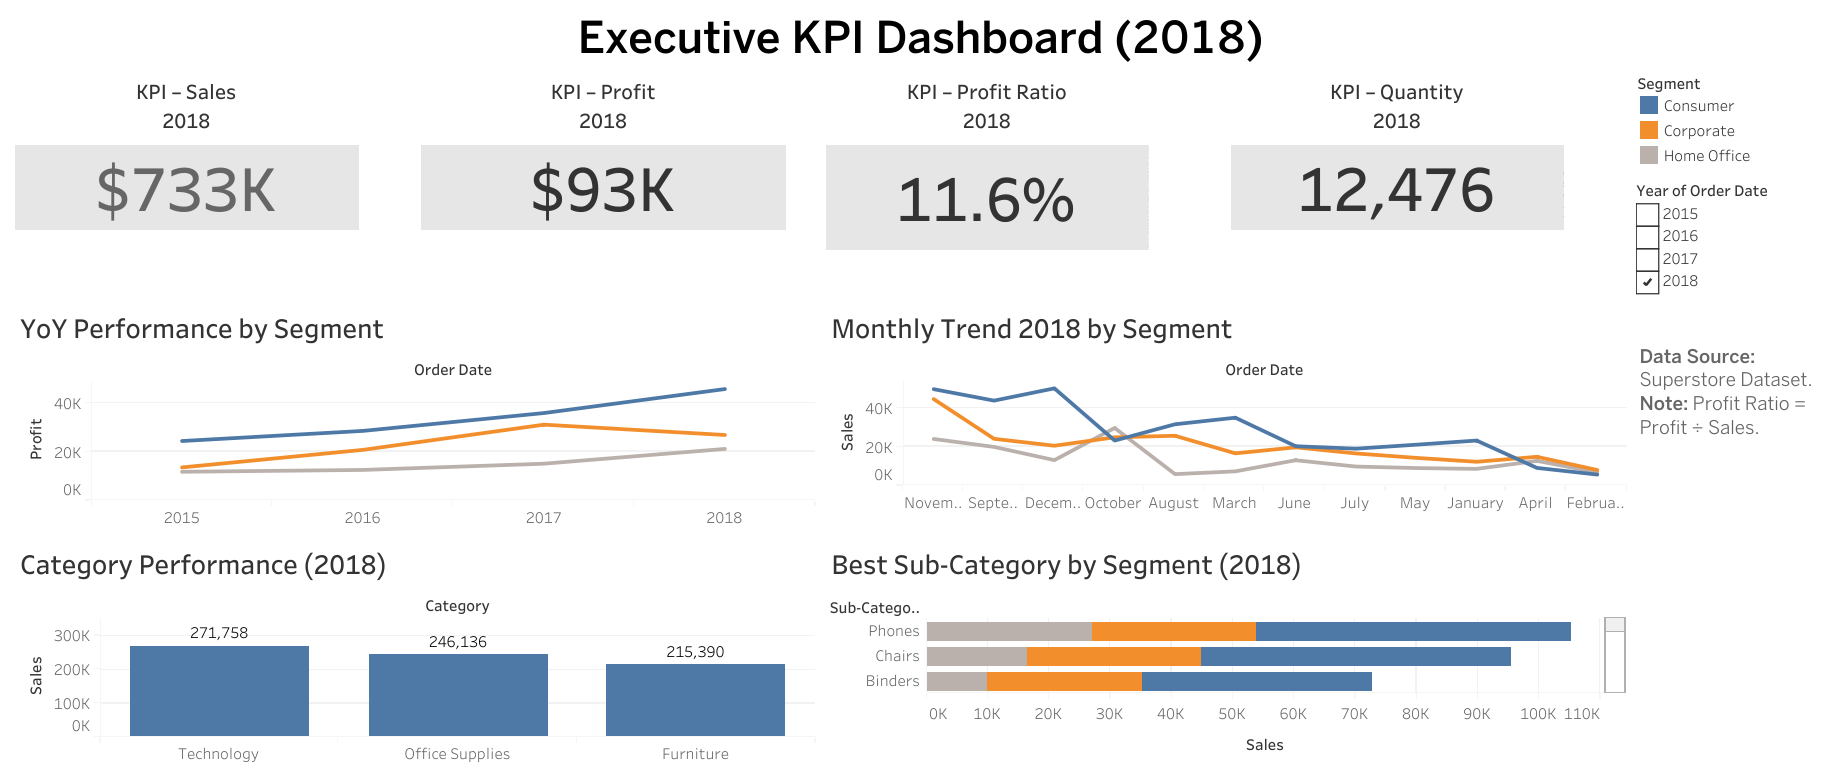 Executive KPI Dashboard (2018)
KPI – Sales
2018
$733K
KPI – Profit
2018
$93K
KPI – Profit Ratio
2018
11.6%
KPI – Quantity
2018
12,476
Segment
Consumer
Corporate
Home Office
Year of Order Date
2015
2016
2017
2018
Data Source:
Superstore Dataset.
Note: Profit Ratio =
Profit ÷ Sales.
YoY Performance by Segment
Order Date
Profit
40K
20K
0K
2015 2016 2017 2018
Monthly Trend 2018 by Segment
Order Date
Sales
40K
20K
0K
Novem.. Septe.. Decem.. October August March June July May January April Februa..
Category Performance (2018)
Category
Sales
300K
200K
100K
0K
271,758
246,136
215,390
Technology Office Supplies Furniture
Best Sub-Category by Segment (2018)
Sub-Catego..
Phones
Chairs
Binders
0K 10K 20K 30K 40K 50K 60K 70K 80K 90K 100K 110K
Sales